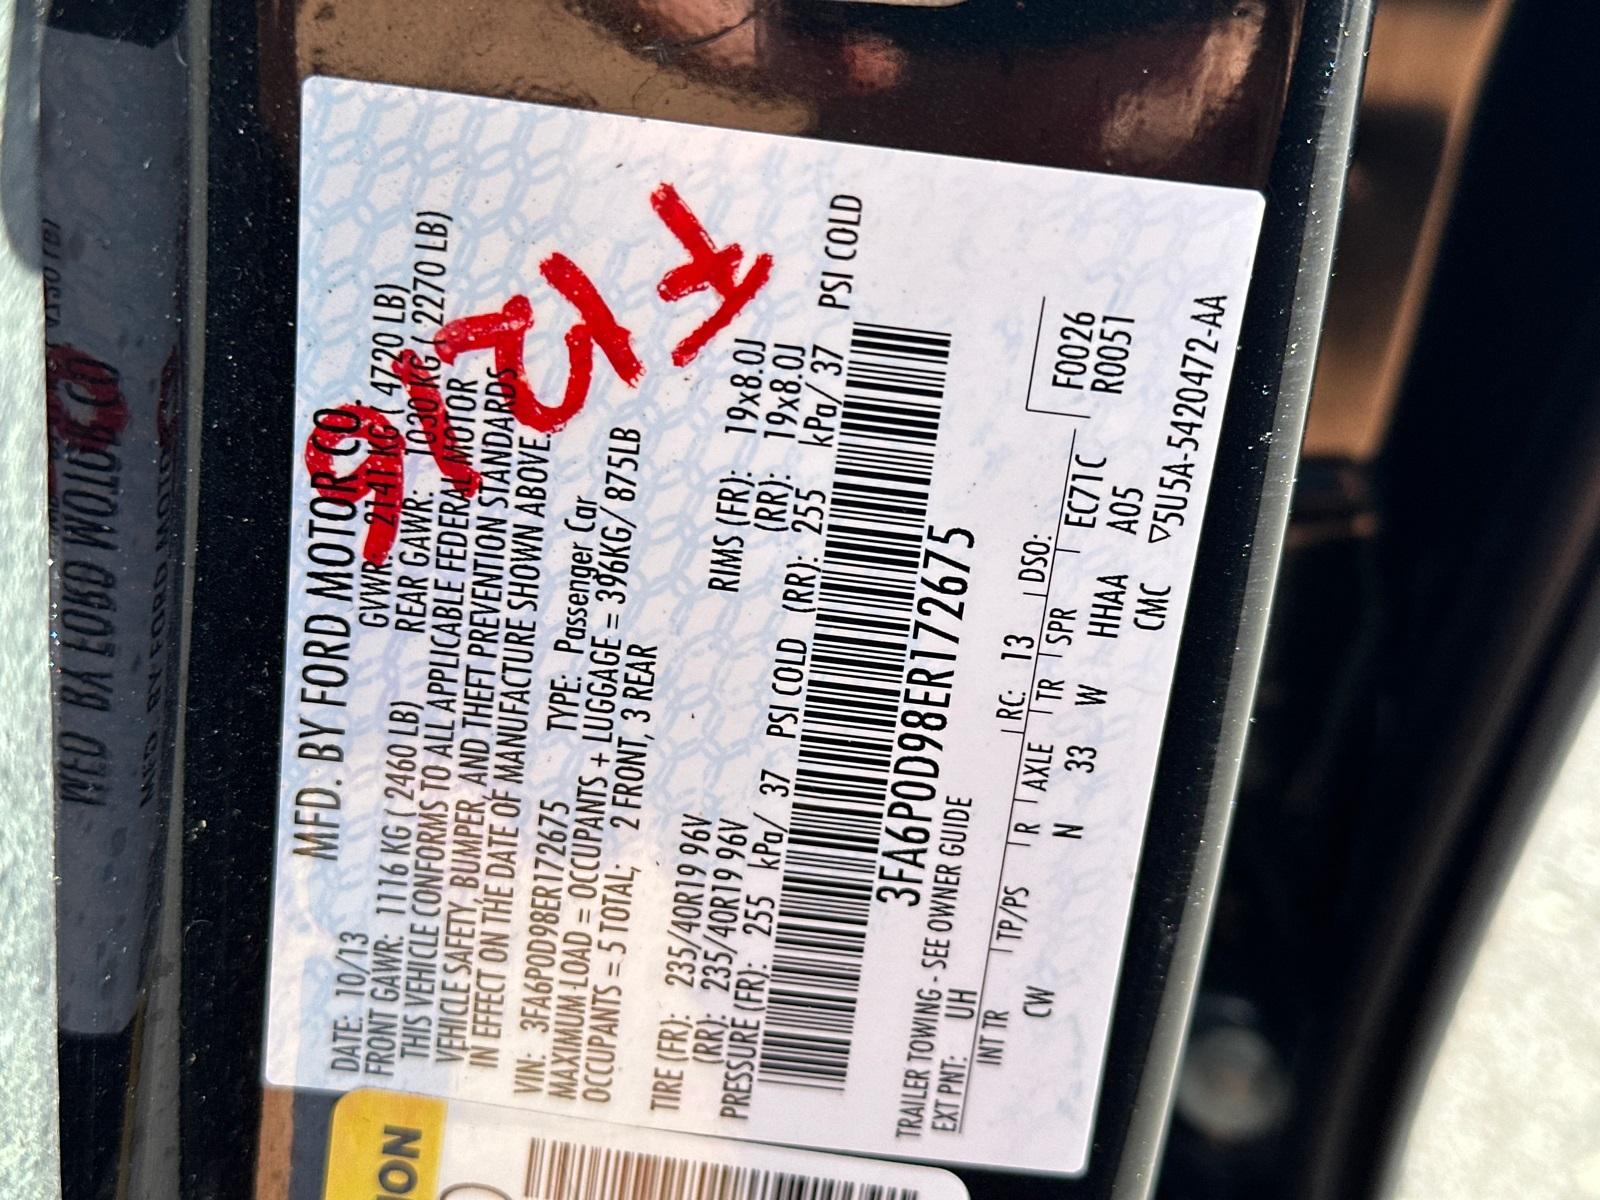 MFD. BY FORD MOTOR CO.
DATE: 10/13 GVWR: 2141 KG ( 4720 LB)
FRONT GAWR: 1116 KG ( 2460 LB) REAR GAWR: 1030 KG ( 2270 LB)
THIS VEHICLE CONFORMS TO ALL APPLICABLE FEDERAL MOTOR
VEHICLE SAFETY, BUMPER, AND THEFT PREVENTION STANDARDS
IN EFFECT ON THE DATE OF MANUFACTURE SHOWN ABOVE.
VIN: 3FA6P0D98ER172675 TYPE: Passenger Car
MAXIMUM LOAD = OCCUPANTS + LUGGAGE = 396KG/ 875LB
OCCUPANTS = 5 TOTAL; 2 FRONT, 3 REAR
TIRE (FR): 235/40R19 96V RIMS (FR): 19x8.0J
(RR): 235/40R19 96V (RR): 19x8.0J
PRESSURE (FR): 255 kPa/ 37 PSI COLD (RR): 255 kPa/ 37 PSI COLD
3FA6P0D98ER172675
TRAILER TOWING - SEE OWNER GUIDE
EXT PNT: UH RC: 13 DSO: F0026
R0051
INT TR TP/PS R AXLE TR SPR EC71C
CW N 33 W HHAA A05
CMC ▽5U5A-5420472-AA
ION